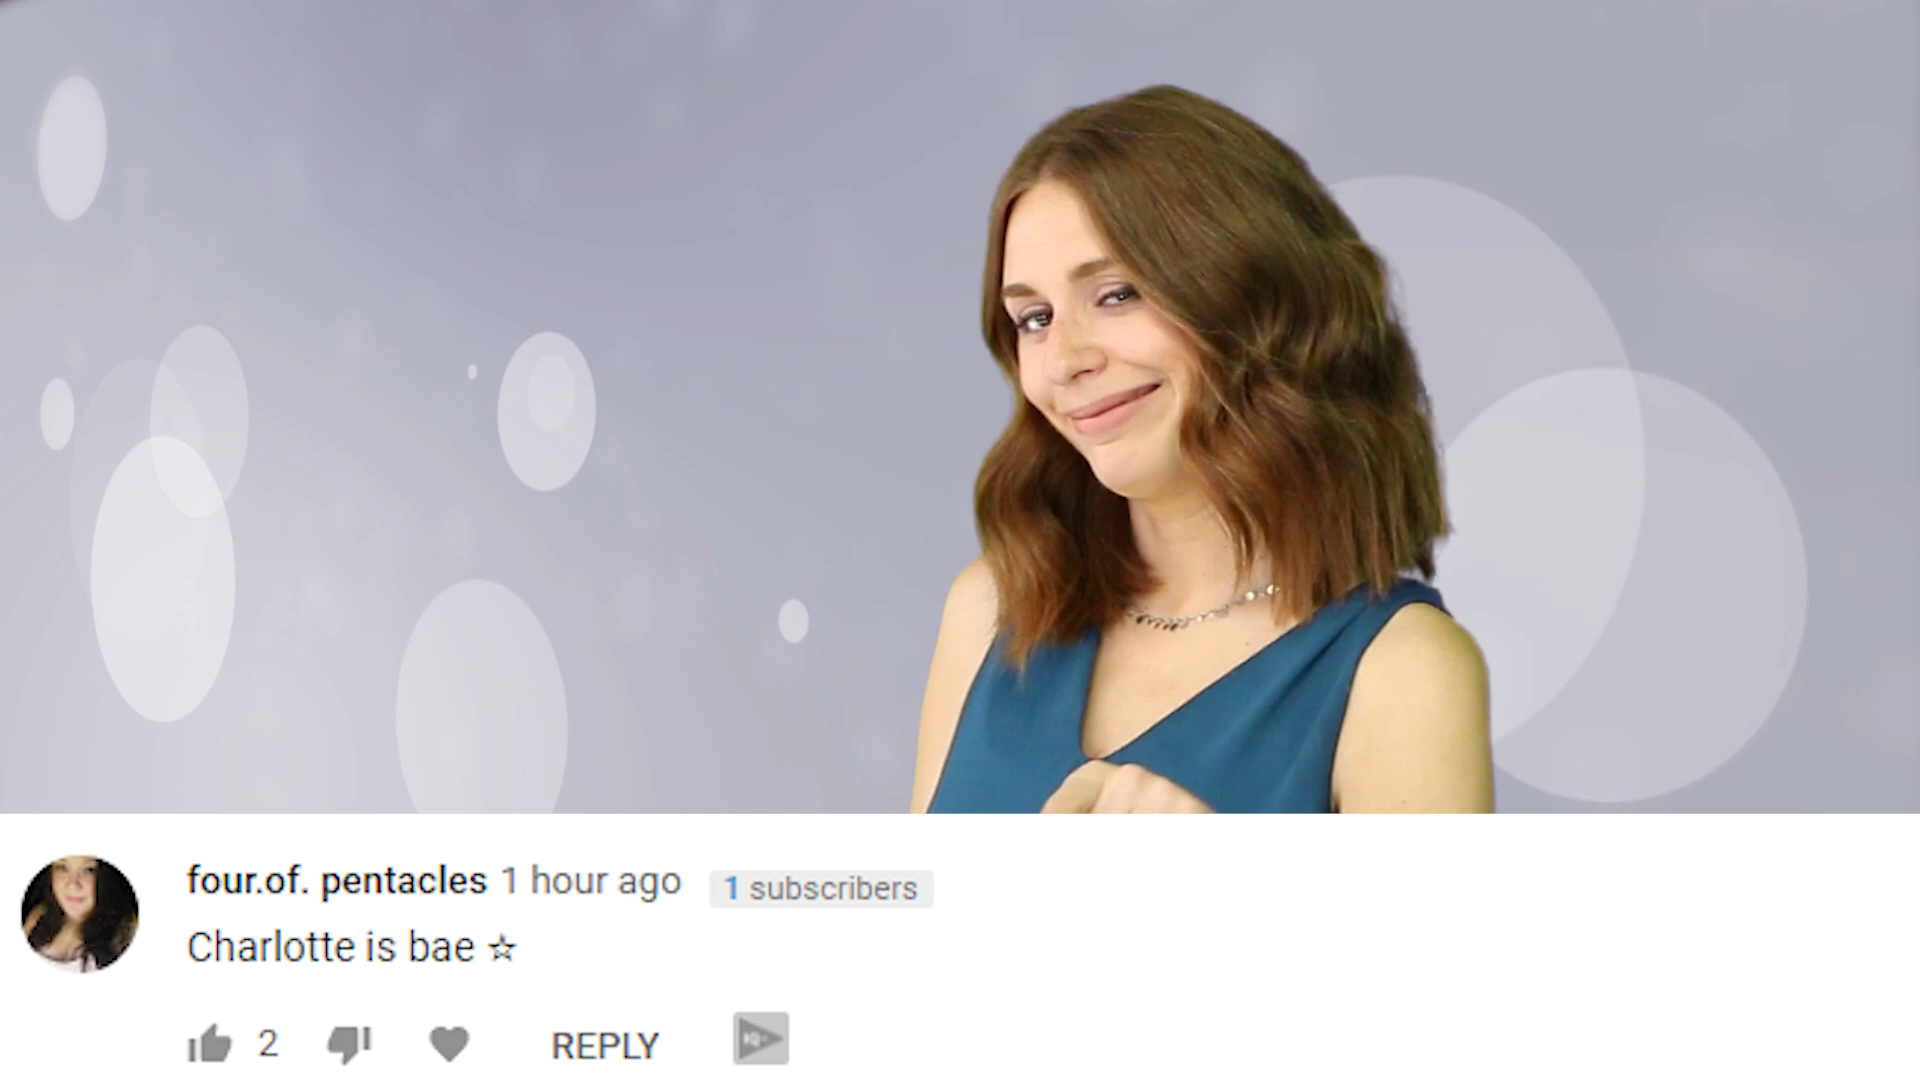 four.of. pentacles 1 hour ago 1 subscribers
Charlotte is bae ☆
2 REPLY